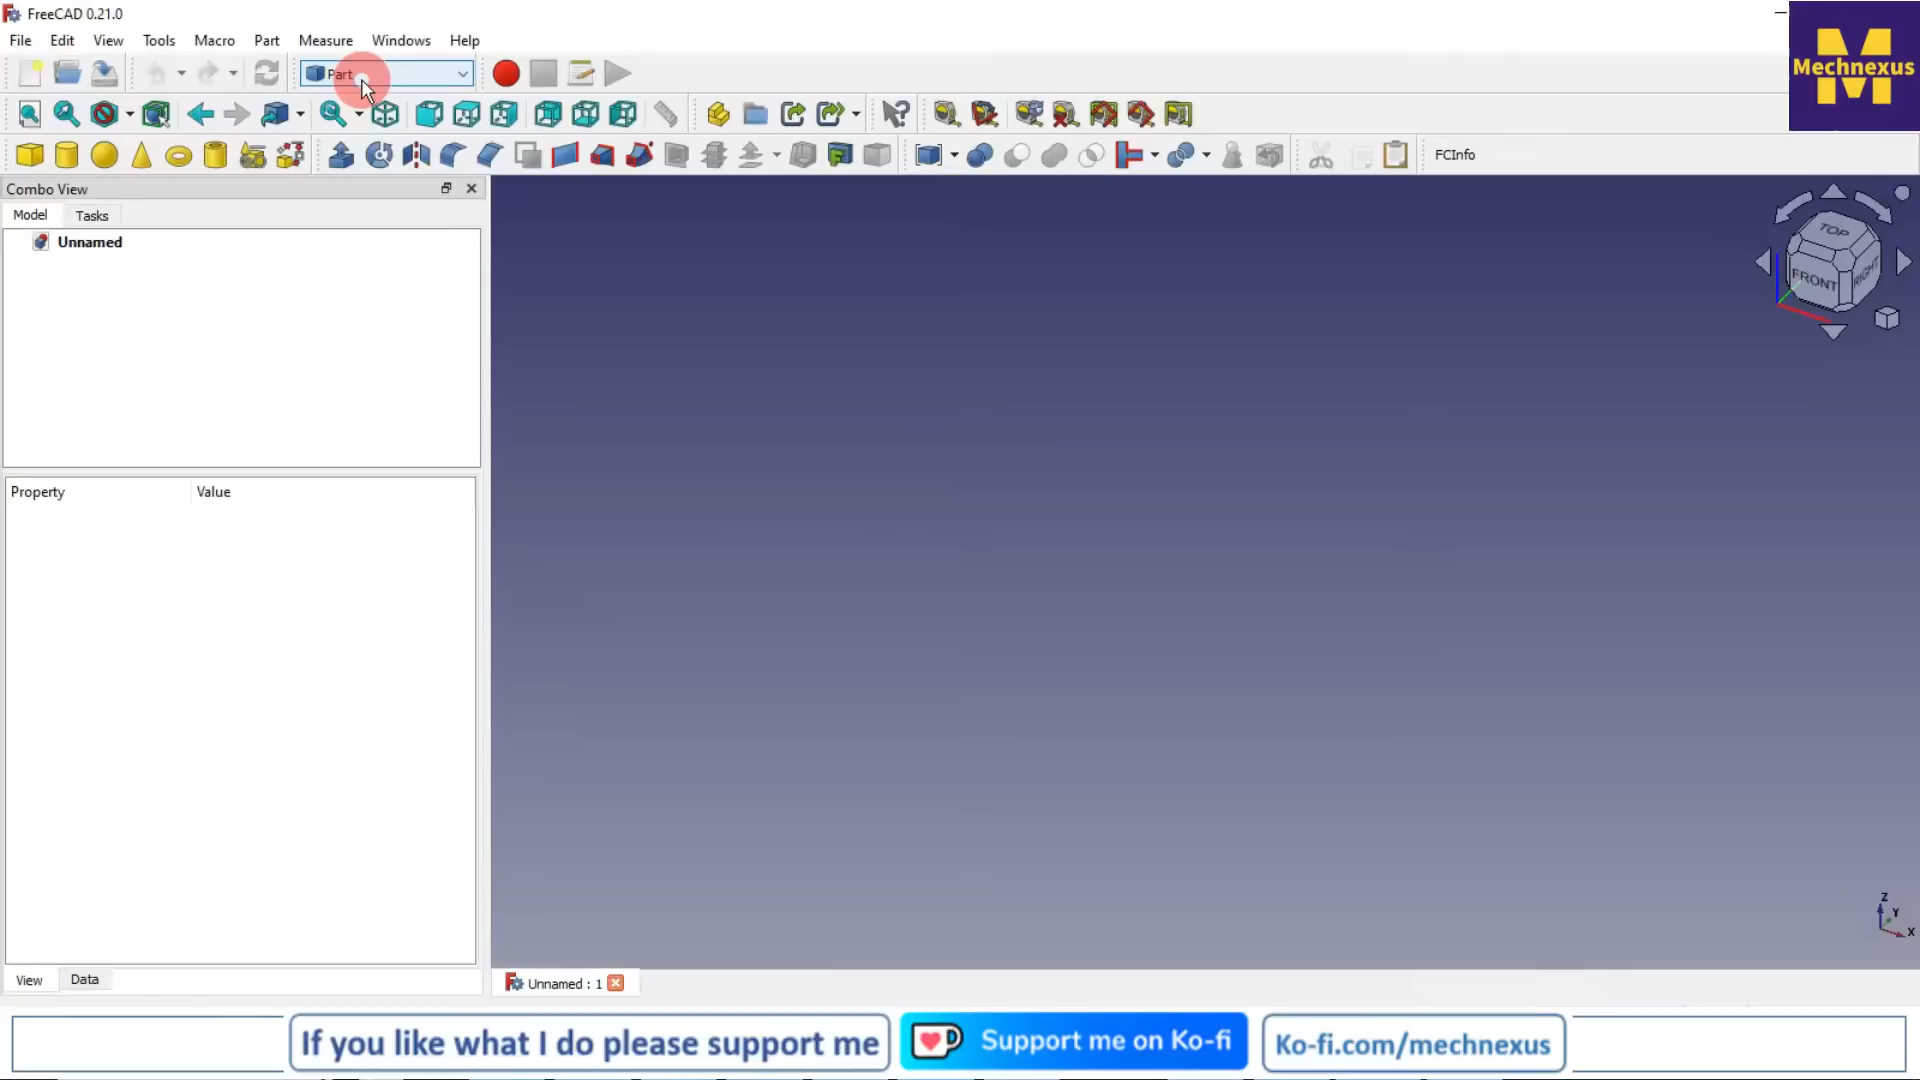 FreeCAD 0.21.0
File Edit View Tools Macro Part Measure Windows Help
Mechnexus
Part
FCInfo
Combo View
Model Tasks
Unnamed
TOP
FRONT
RIGHT
Property Value
Z
Y
X
View Data
Unnamed : 1
If you like what I do please support me
Support me on Ko-fi
Ko-fi.com/mechnexus